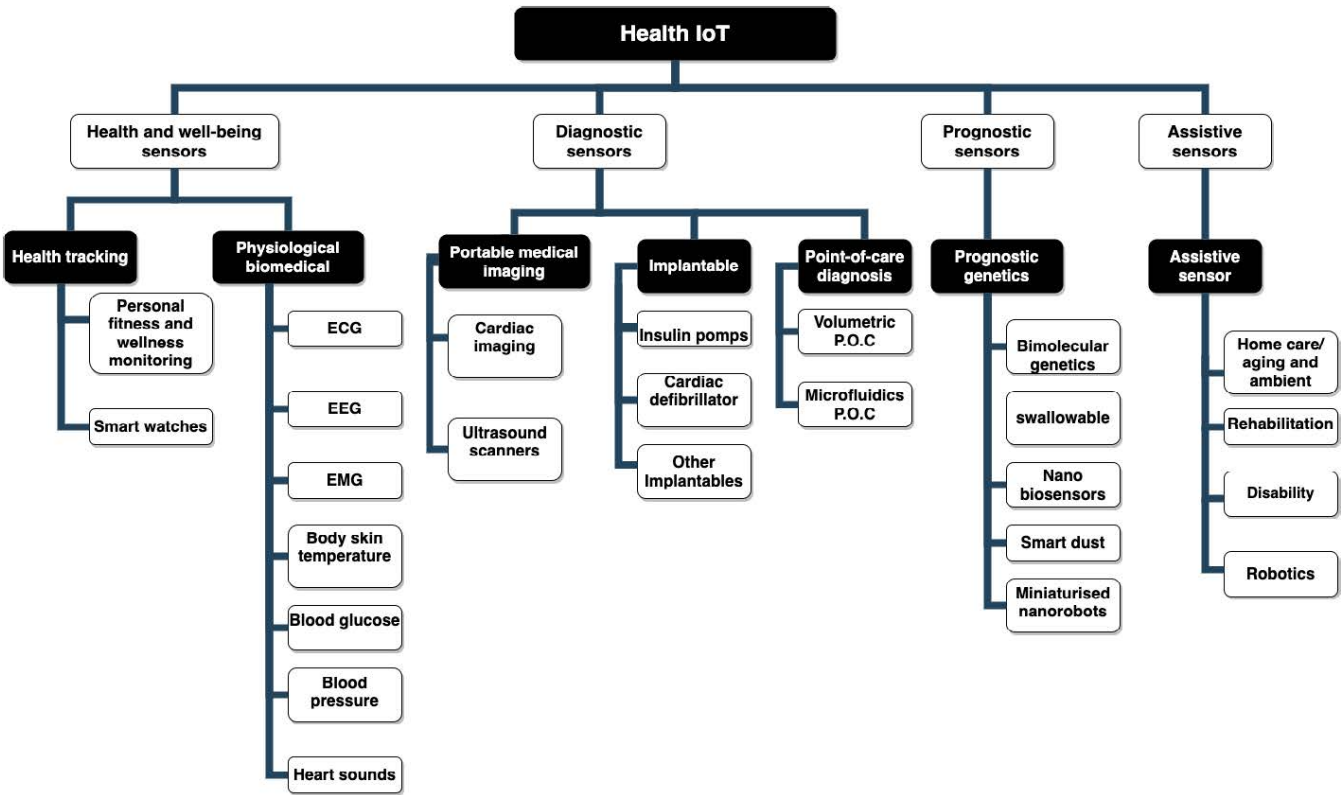 Health IoT
Health and well-being
sensors
Diagnostic
sensors
Prognostic
sensors
Assistive
sensors
Health tracking
Physiological
biomedical
Portable medical
imaging
Implantable
Point-of-care
diagnosis
Prognostic
genetics
Assistive
sensor
Personal
fitness and
wellness
monitoring
Smart watches
ECG
EEG
EMG
Body skin
temperature
Blood glucose
Blood
pressure
Heart sounds
Cardiac
imaging
Ultrasound
scanners
Insulin pomps
Cardiac
defibrillator
Other
Implantables
Volumetric
P.O.C
Microfluidics
P.O.C
Bimolecular
genetics
swallowable
Nano
biosensors
Smart dust
Miniaturised
nanorobots
Home care/
aging and
ambient
Rehabilitation
Disability
Robotics